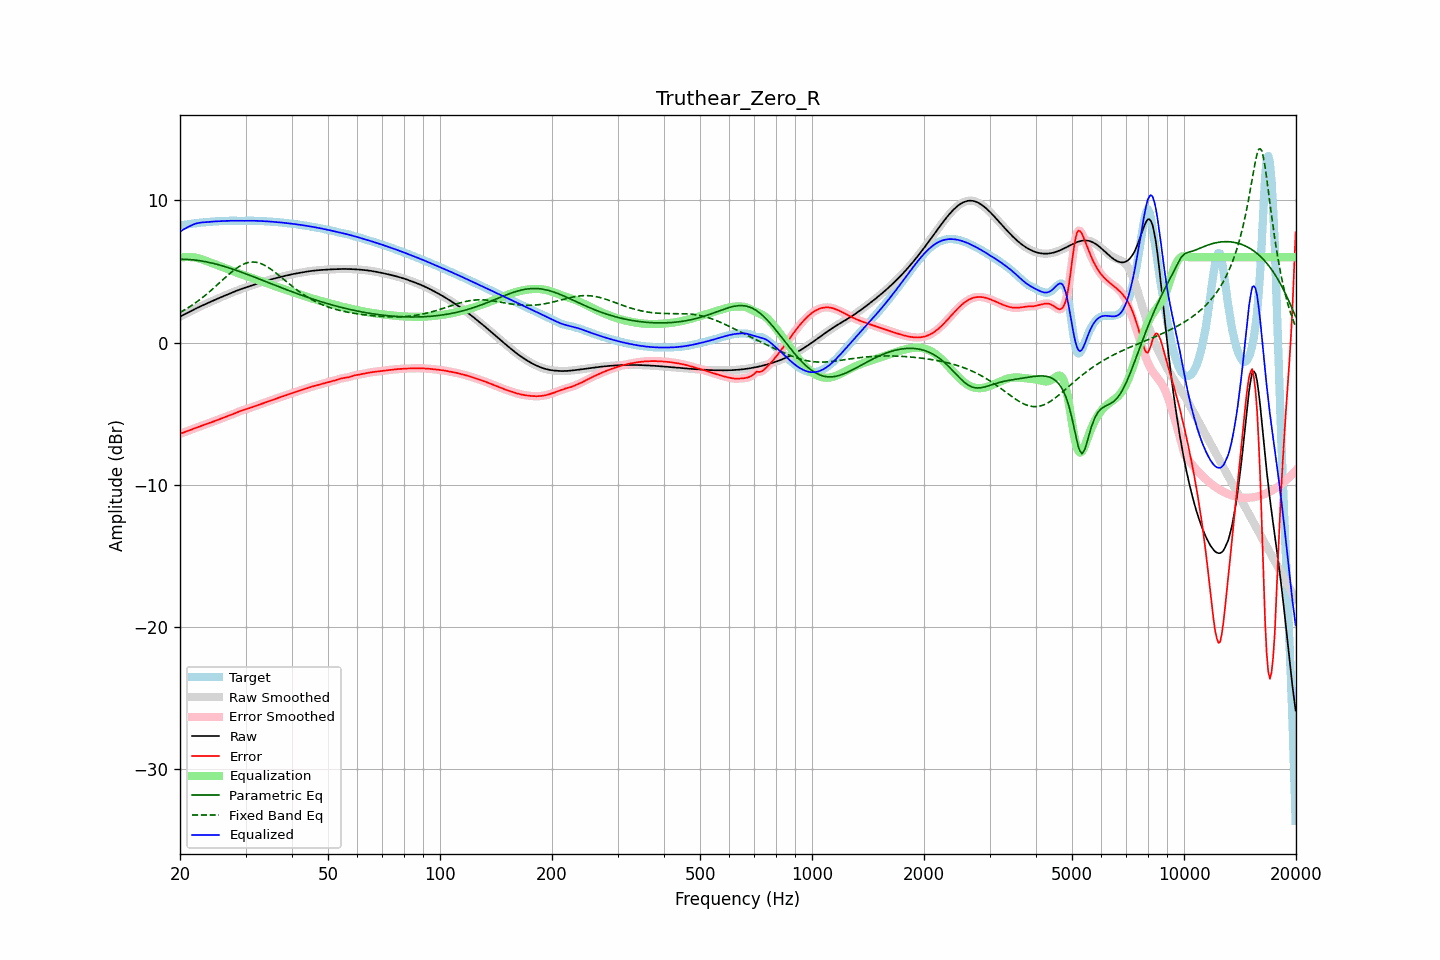 Truthear_Zero_R
Amplitude (dBr)
10
0
−10
−20
−30
Target
Raw Smoothed
Error Smoothed
Raw
Error
Equalization
Parametric Eq
Fixed Band Eq
Equalized
20 50 100 200 500 1000 2000 5000 10000 20000
Frequency (Hz)